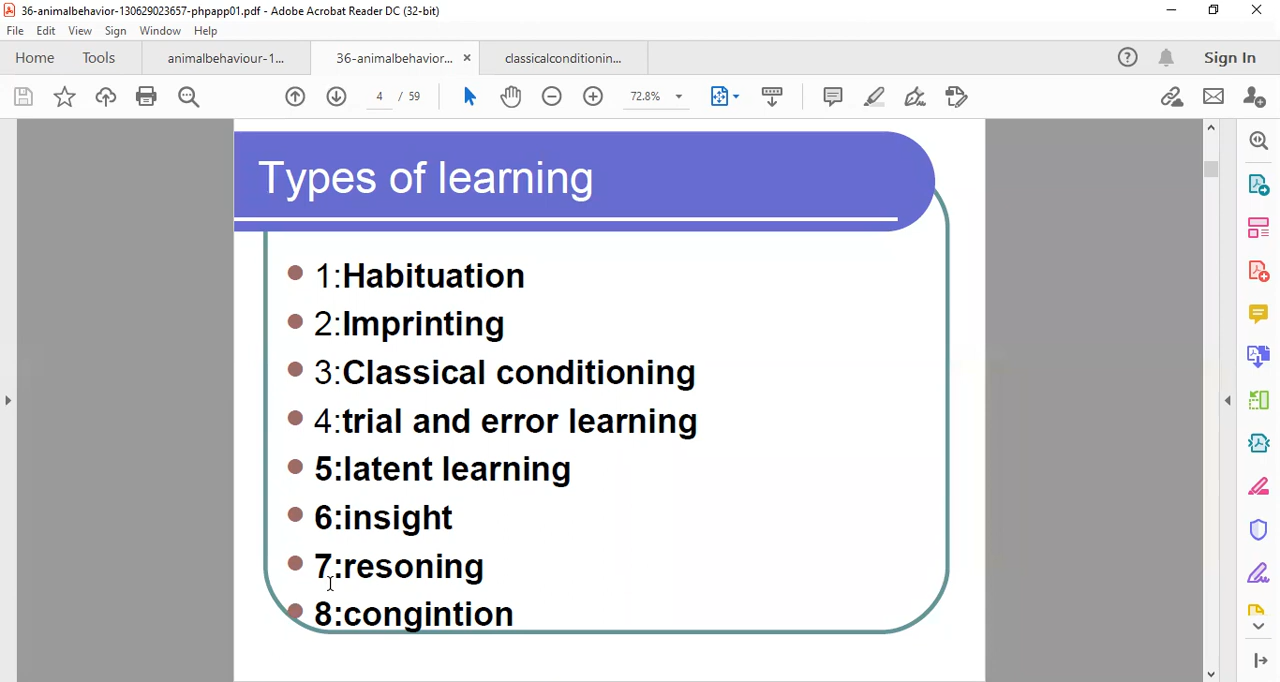 36-animalbehavior-130629023657-phpapp01.pdf - Adobe Acrobat Reader DC (32-bit)
File Edit View Sign Window Help
Home Tools animalbehaviour-1... 36-animalbehavior... classicalconditionin... Sign In
4 / 59 72.8%
Types of learning
1:Habituation
2:Imprinting
3:Classical conditioning
4:trial and error learning
5:latent learning
6:insight
7:resoning
8:congintion